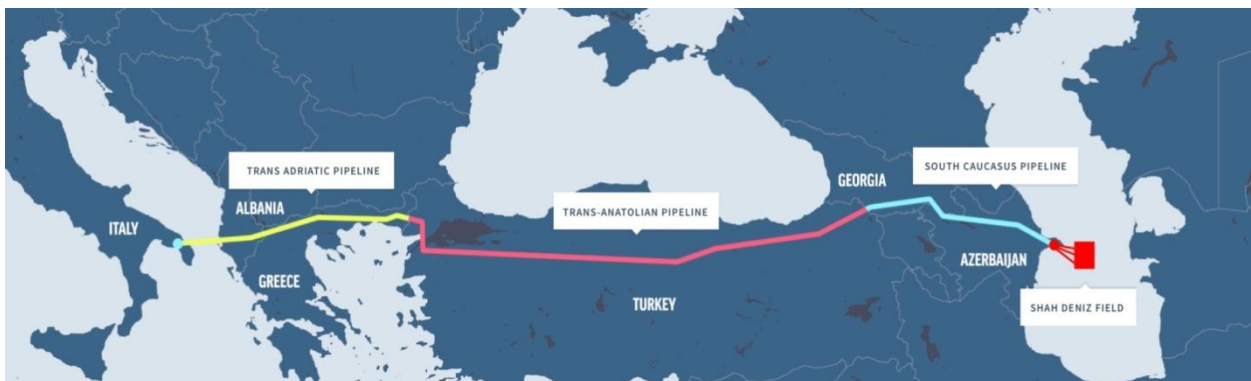 TRANS ADRIATIC PIPELINE
SOUTH CAUCASUS PIPELINE
GEORGIA
ALBANIA
TRANS-ANATOLIAN PIPELINE
ITALY
AZERBAIJAN
GREECE
TURKEY
SHAH DENIZ FIELD